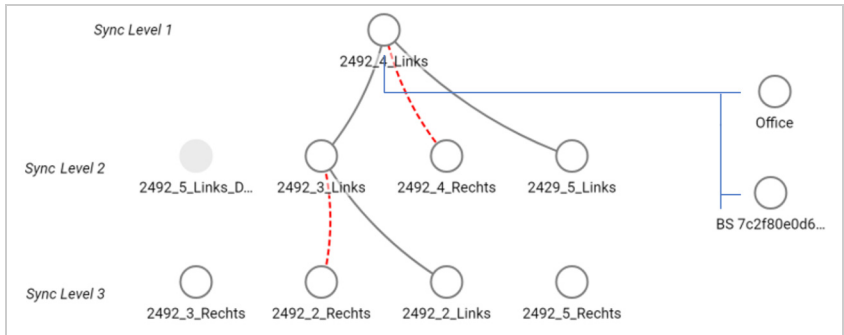 Sync Level 1
2492_4_Links
Office
Sync Level 2
2492_5_Links_D...
2492_3_Links
2492_4_Rechts
2429_5_Links
BS 7c2f80e0d6...
Sync Level 3
2492_3_Rechts
2492_2_Rechts
2492_2_Links
2492_5_Rechts